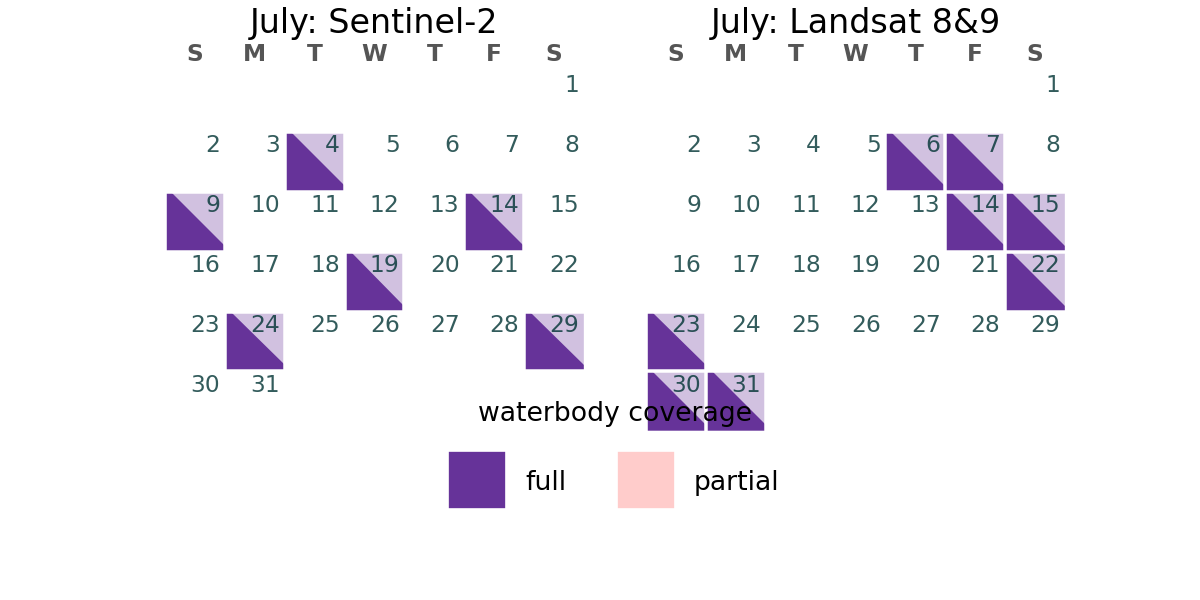 July: Sentinel-2
S M T W T F S
1
2 3 4 5 6 7 8
9 10 11 12 13 14 15
16 17 18 19 20 21 22
23 24 25 26 27 28 29
30 31
July: Landsat 8&9
S M T W T F S
1
2 3 4 5 6 7 8
9 10 11 12 13 14 15
16 17 18 19 20 21 22
23 24 25 26 27 28 29
30 31
waterbody coverage
full partial